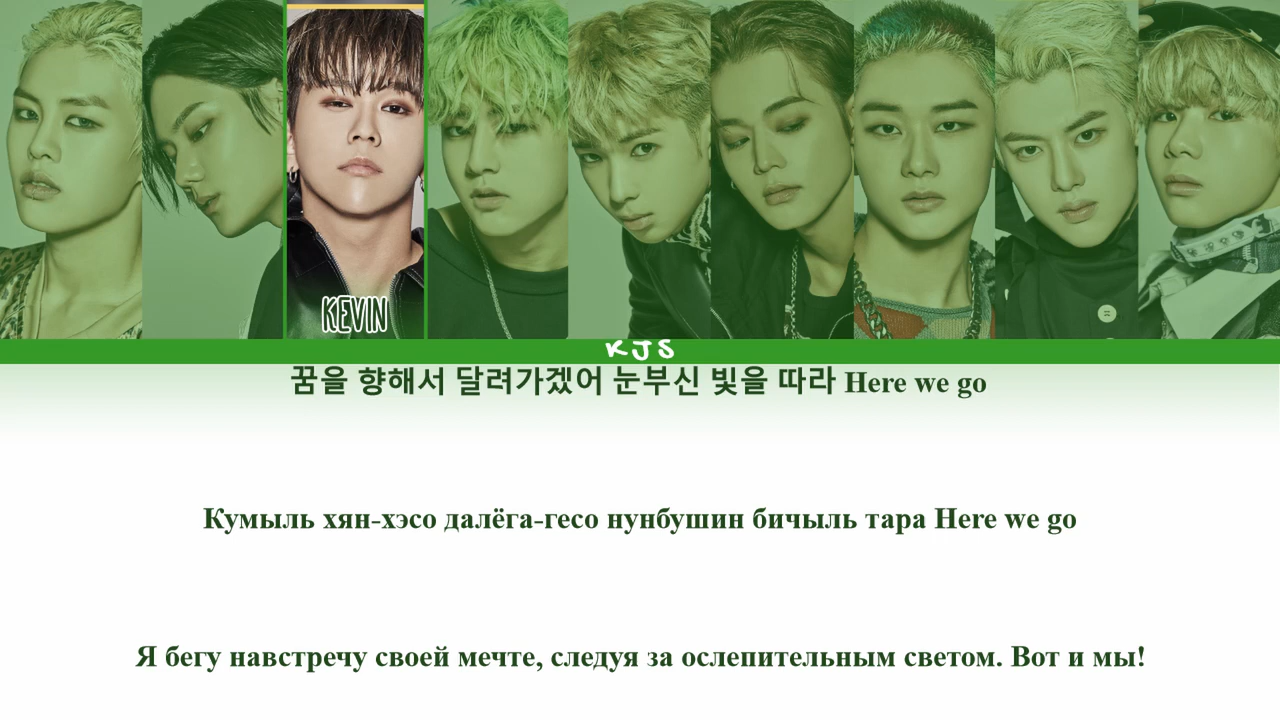 KEVIN
KJS
꿈을 향해서 달려가겠어 눈부신 빛을 따라 Here we go
Кумыль хян-хэсо далёга-гесо нунбушин бичыль тара Here we go
Я бегу навстречу своей мечте, следуя за ослепительным светом. Вот и мы!